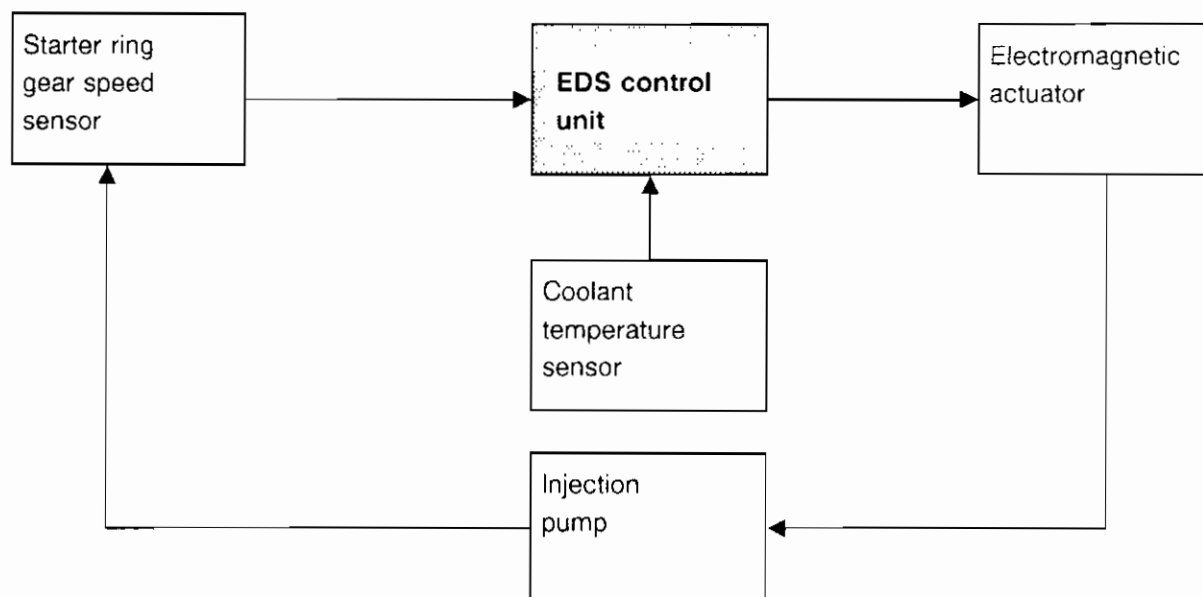 Starter ring
gear speed
sensor
EDS control
unit
Electromagnetic
actuator
Coolant
temperature
sensor
Injection
pump